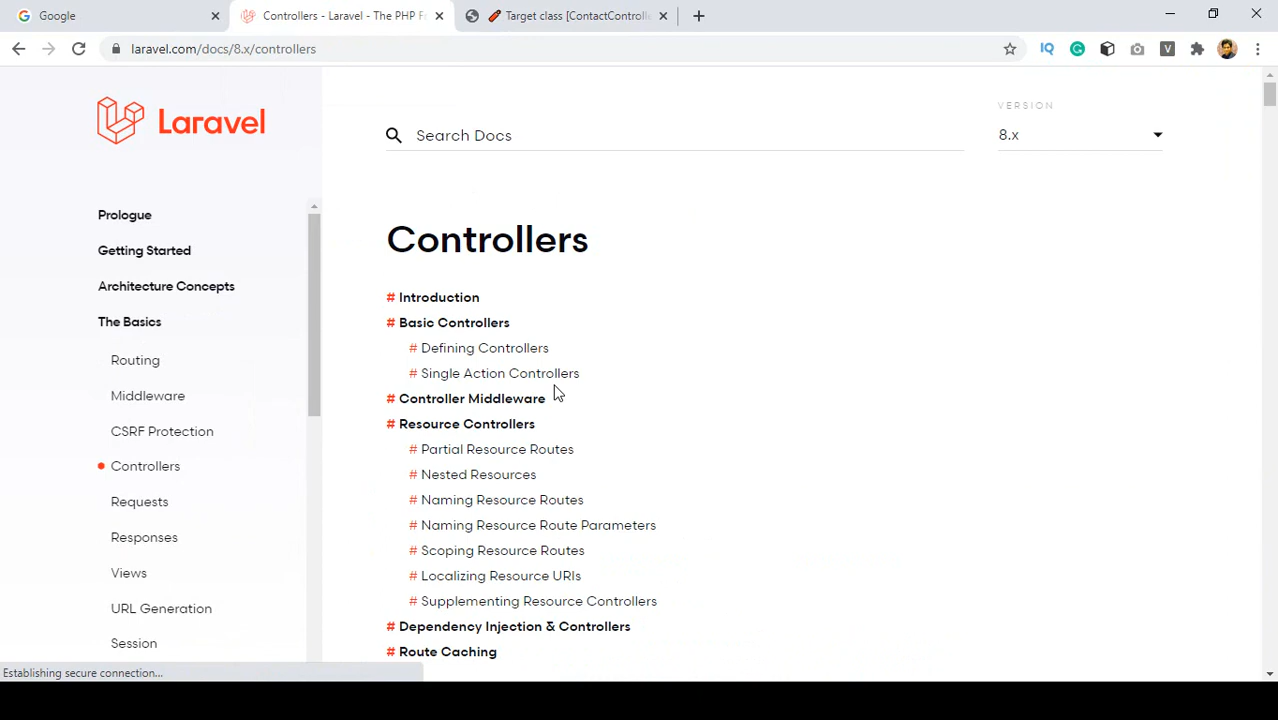 Google
Controllers - Laravel - The PHP F
Target class [ContactControlle
laravel.com/docs/8.x/controllers
IQ
V
Laravel
Search Docs
VERSION
8.x
Prologue
Getting Started
Architecture Concepts
The Basics
Routing
Middleware
CSRF Protection
Controllers
Requests
Responses
Views
URL Generation
Session
Controllers
# Introduction
# Basic Controllers
# Defining Controllers
# Single Action Controllers
# Controller Middleware
# Resource Controllers
# Partial Resource Routes
# Nested Resources
# Naming Resource Routes
# Naming Resource Route Parameters
# Scoping Resource Routes
# Localizing Resource URIs
# Supplementing Resource Controllers
# Dependency Injection & Controllers
# Route Caching
Establishing secure connection...